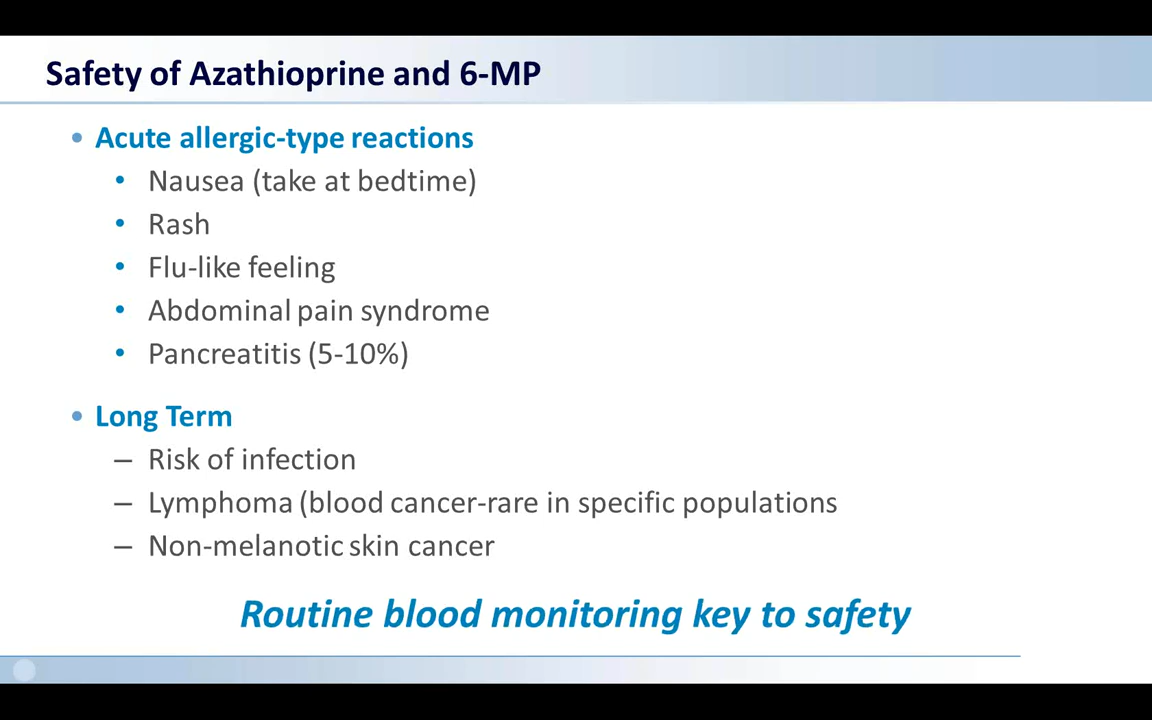 Safety of Azathioprine and 6-MP
• Acute allergic-type reactions
• Nausea (take at bedtime)
• Rash
• Flu-like feeling
• Abdominal pain syndrome
• Pancreatitis (5-10%)
• Long Term
– Risk of infection
– Lymphoma (blood cancer-rare in specific populations
– Non-melanotic skin cancer
Routine blood monitoring key to safety